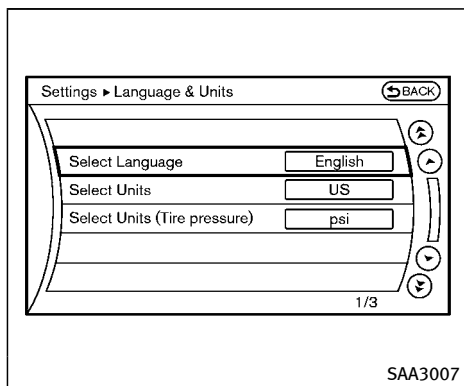 Settings ▸ Language & Units
BACK
Select Language English
Select Units US
Select Units (Tire pressure) psi
1/3
SAA3007